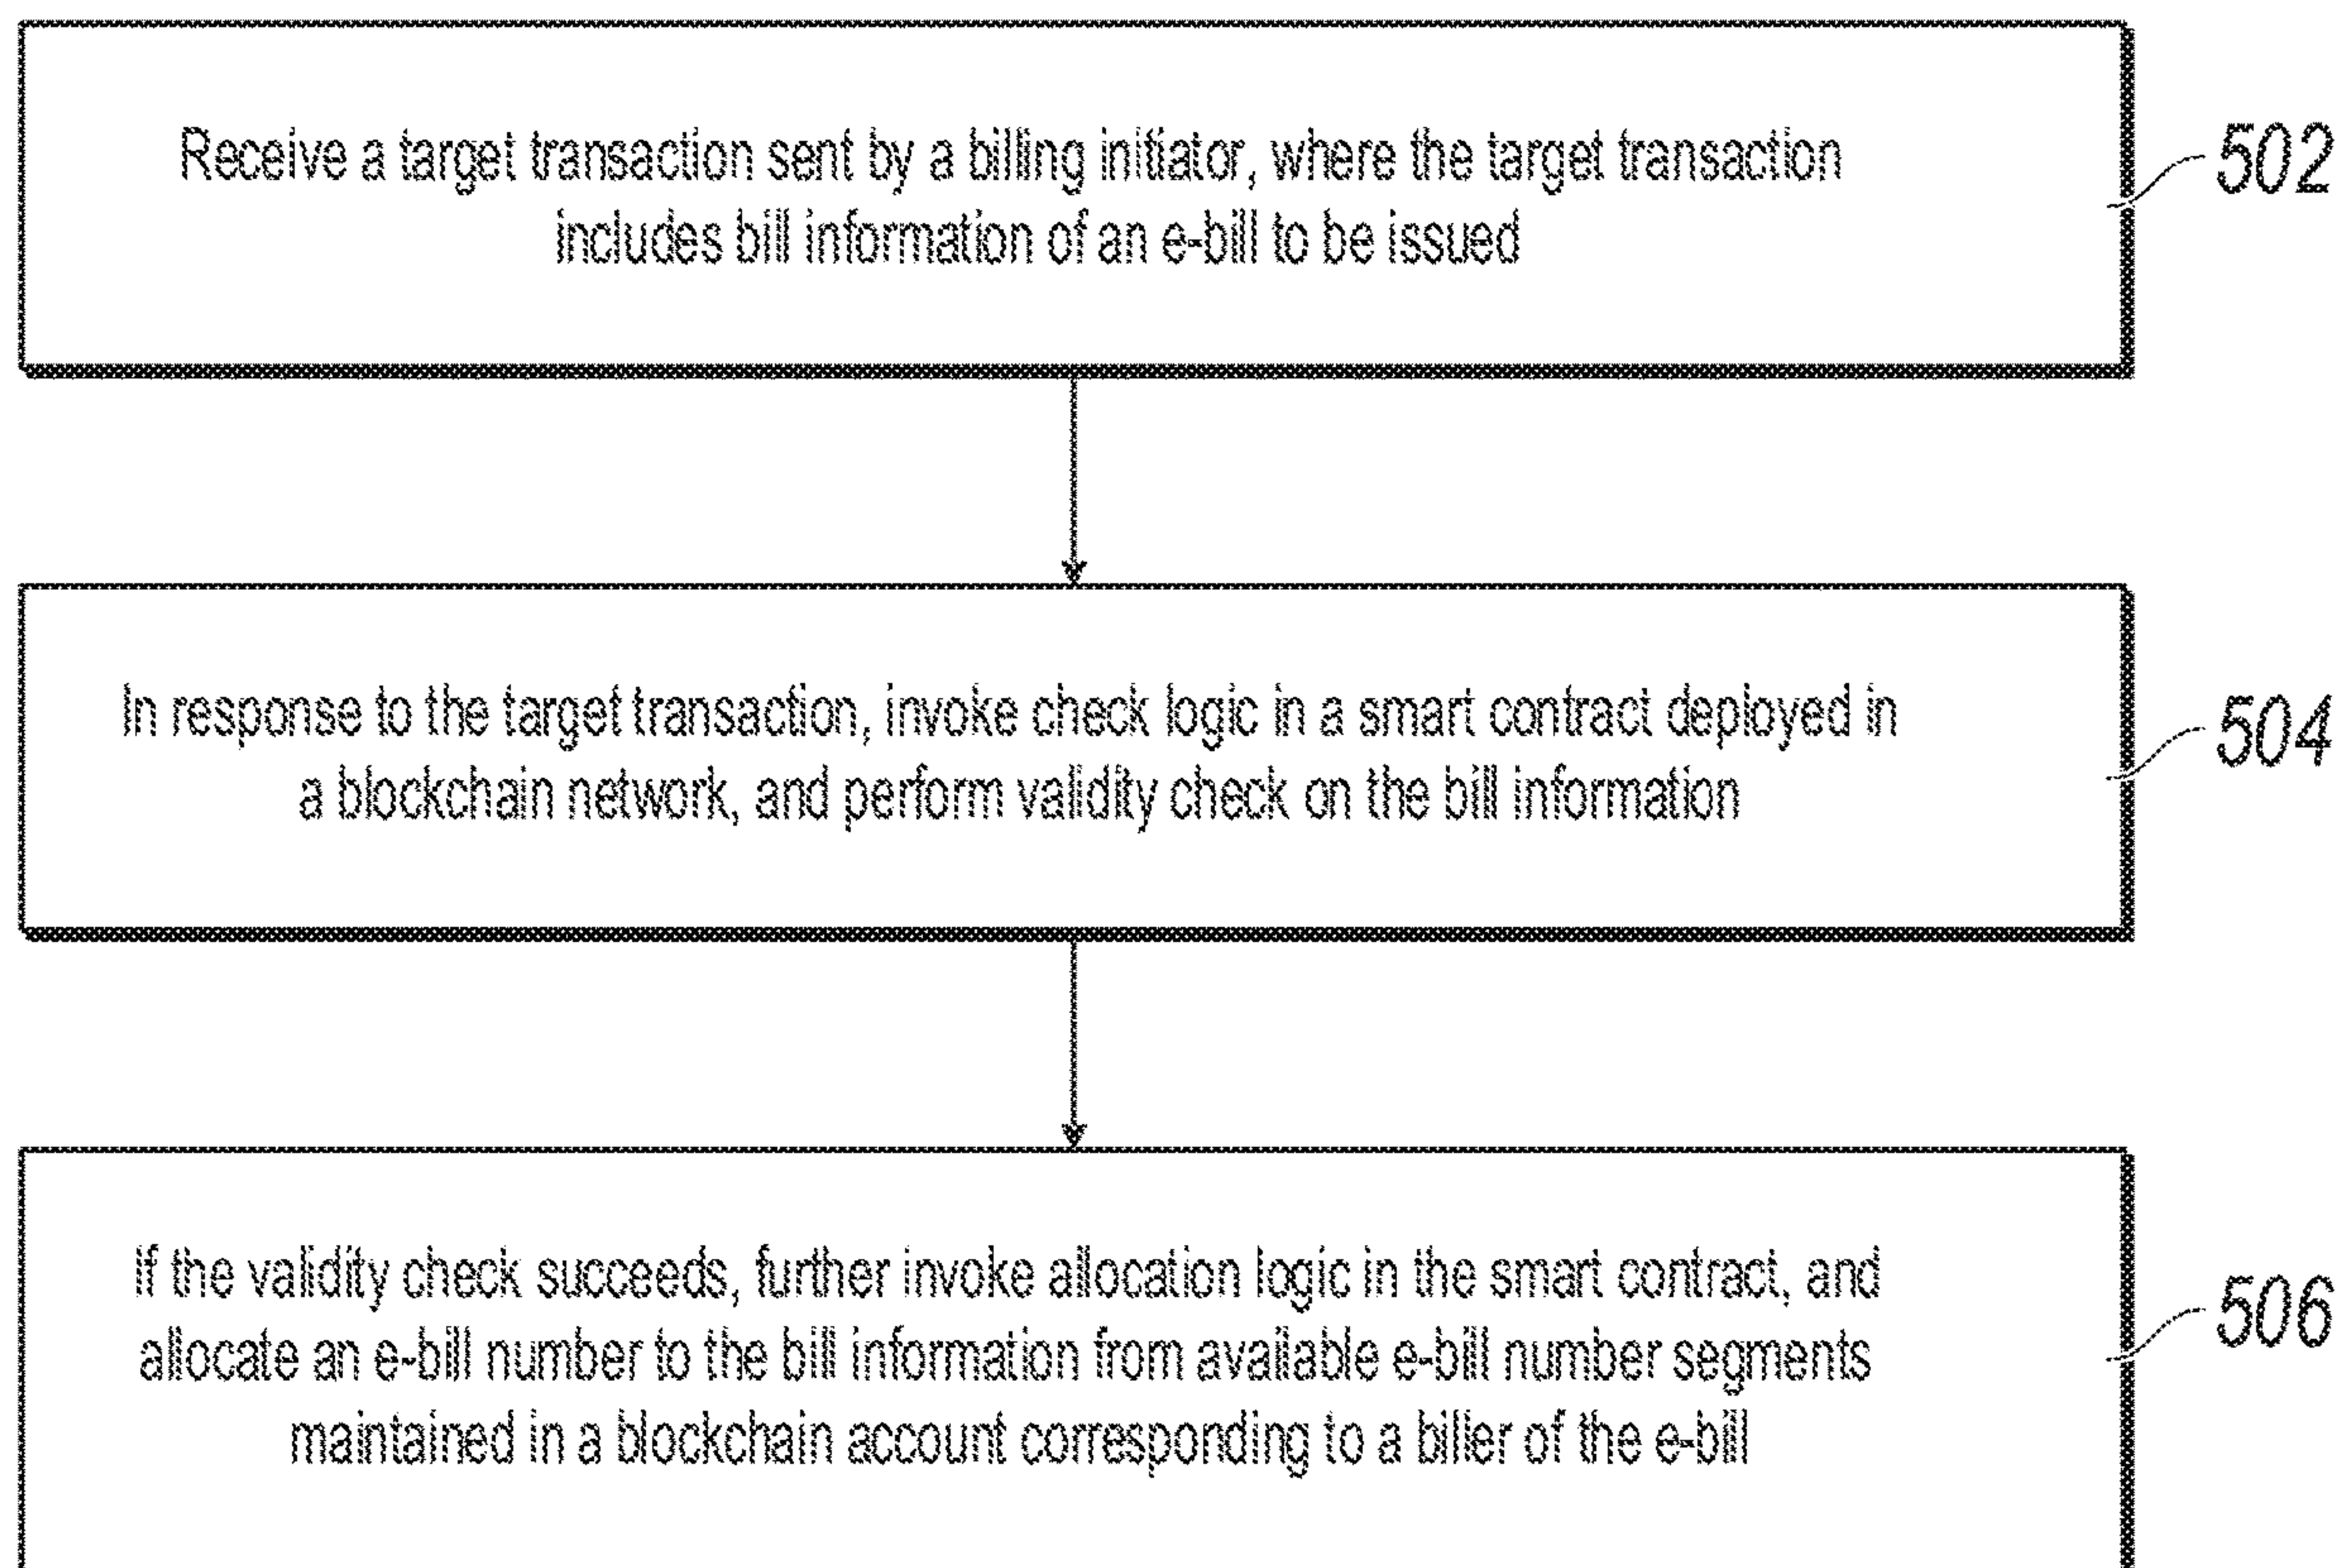 Receive a target transaction sent by a billing initiator, where the target transaction
includes bill information of an e-bill to be issued
502
In response to the target transaction, invoke check logic in a smart contract deployed in
a blockchain network, and perform validity check on the bill information
504
If the validity check succeeds, further invoke allocation logic in the smart contract, and
allocate an e-bill number to the bill information from available e-bill number segments
maintained in a blockchain account corresponding to a biller of the e-bill
506